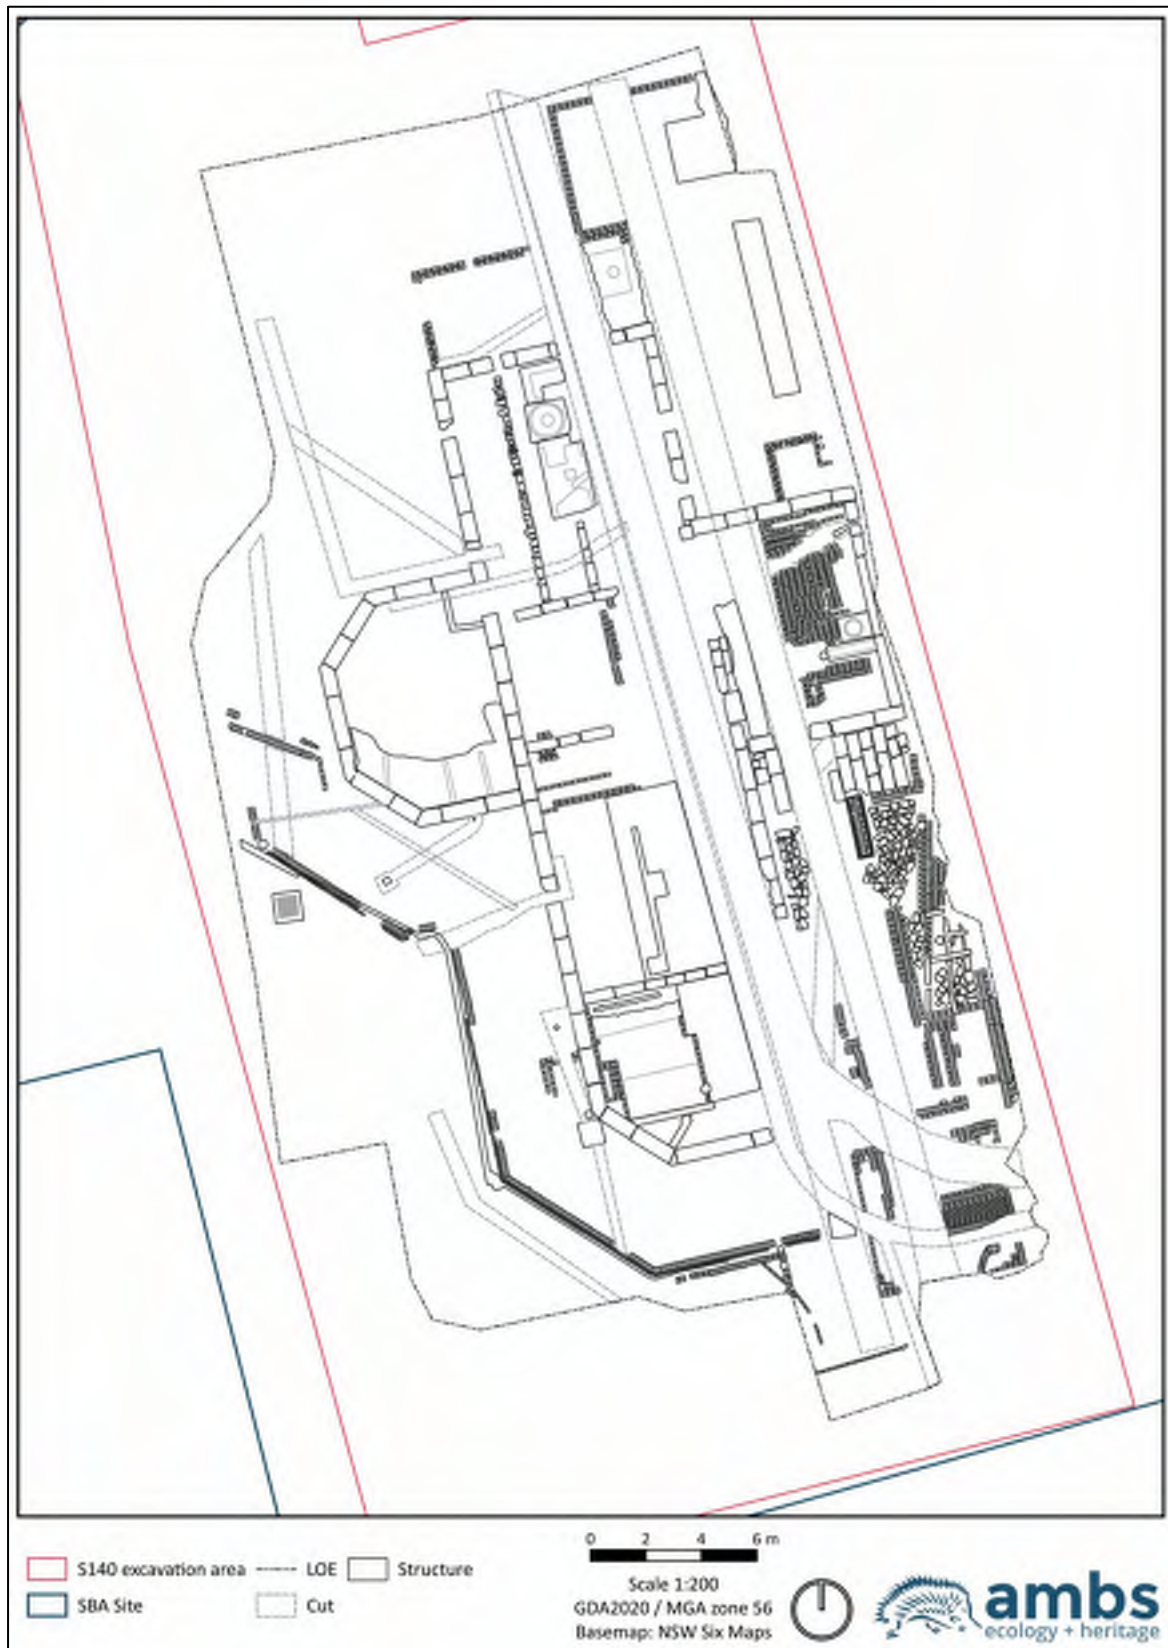 0 2 4 6 m
S140 excavation area
LOE
Structure
SBA Site
Cut
Scale 1:200
GDA2020 / MGA zone 56
Basemap: NSW Six Maps
ambs
ecology + heritage